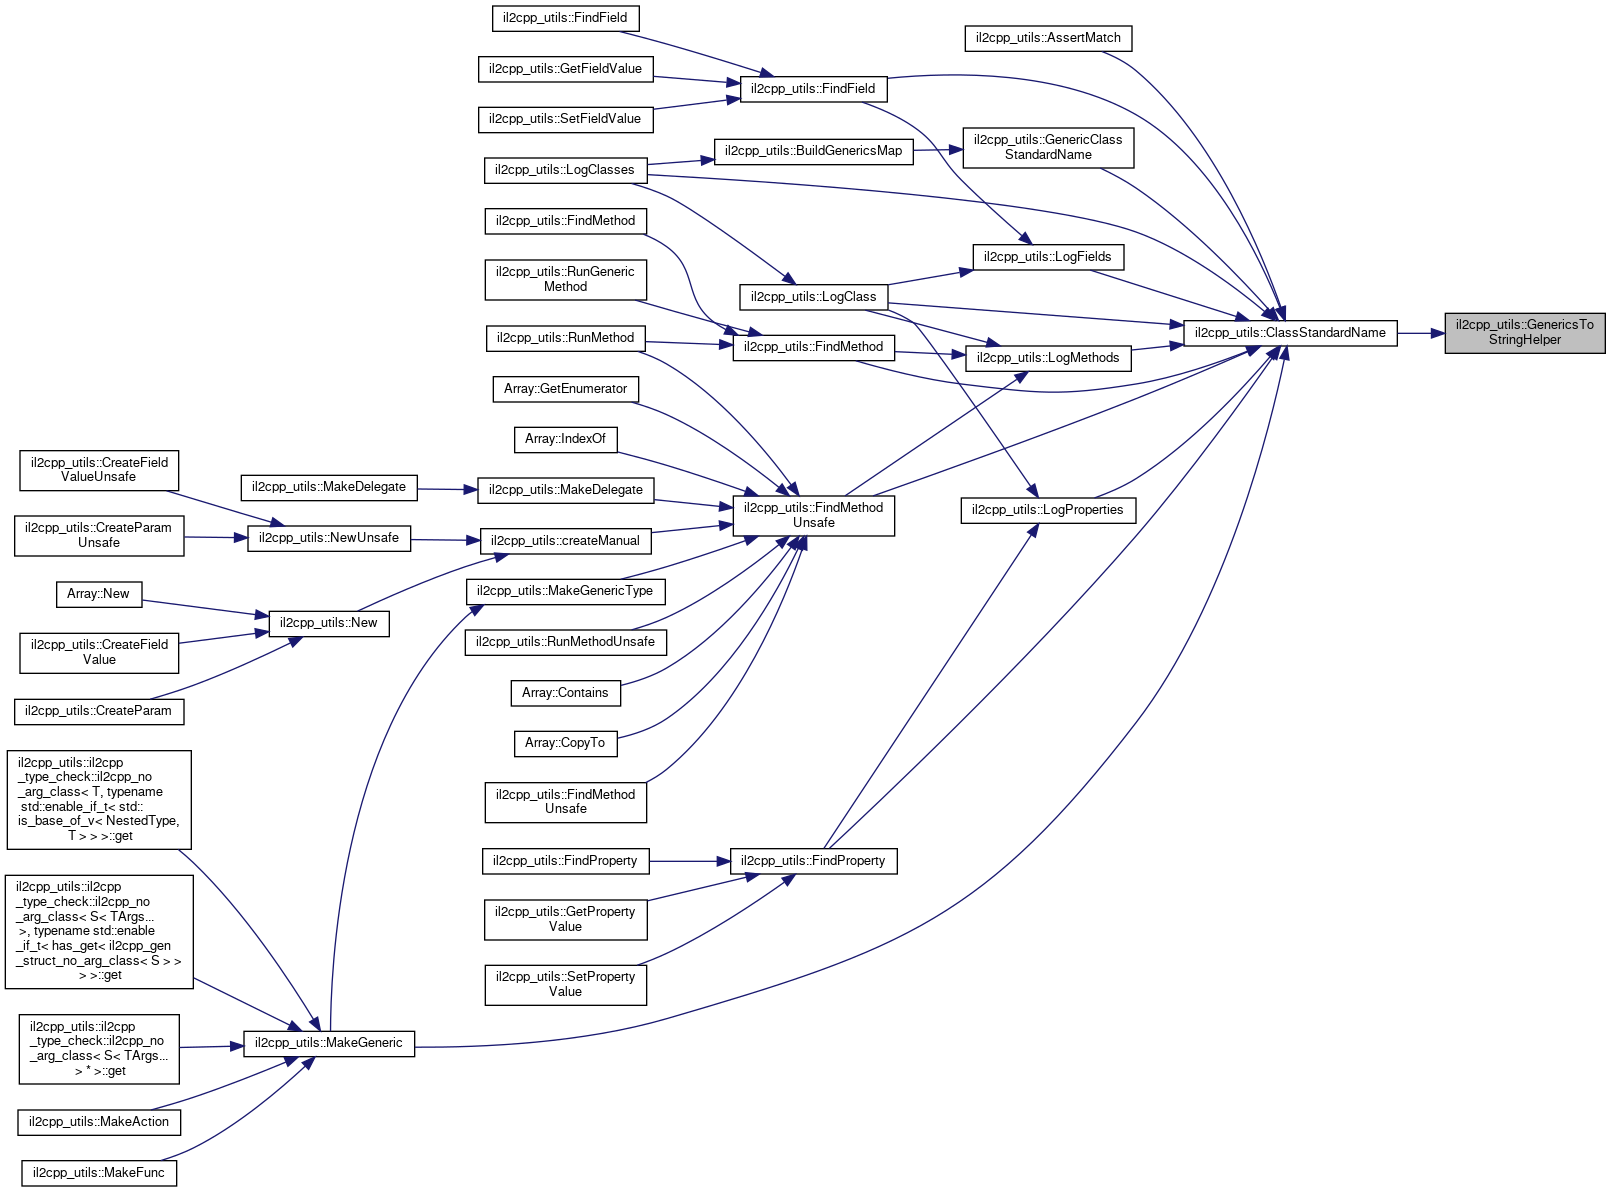 il2cpp_utils::FindField
il2cpp_utils::GetFieldValue
il2cpp_utils::SetFieldValue
il2cpp_utils::FindField
il2cpp_utils::AssertMatch
il2cpp_utils::LogClasses
il2cpp_utils::BuildGenericsMap
il2cpp_utils::GenericClass
StandardName
il2cpp_utils::FindMethod
il2cpp_utils::RunGeneric
Method
il2cpp_utils::RunMethod
il2cpp_utils::LogClass
il2cpp_utils::FindMethod
il2cpp_utils::LogFields
il2cpp_utils::LogMethods
il2cpp_utils::ClassStandardName
il2cpp_utils::GenericsTo
StringHelper
Array::GetEnumerator
Array::IndexOf
il2cpp_utils::CreateField
ValueUnsafe
il2cpp_utils::CreateParam
Unsafe
il2cpp_utils::MakeDelegate
il2cpp_utils::NewUnsafe
il2cpp_utils::MakeDelegate
il2cpp_utils::createManual
il2cpp_utils::FindMethod
Unsafe
il2cpp_utils::LogProperties
Array::New
il2cpp_utils::CreateField
Value
il2cpp_utils::CreateParam
il2cpp_utils::New
il2cpp_utils::MakeGenericType
il2cpp_utils::RunMethodUnsafe
Array::Contains
Array::CopyTo
il2cpp_utils::FindMethod
Unsafe
il2cpp_utils::FindProperty
il2cpp_utils::GetProperty
Value
il2cpp_utils::SetProperty
Value
il2cpp_utils::FindProperty
il2cpp_utils::il2cpp
_type_check::il2cpp_no
_arg_class< T, typename
std::enable_if_t< std::
is_base_of_v< NestedType,
T > > >::get
il2cpp_utils::il2cpp
_type_check::il2cpp_no
_arg_class< S< TArgs...
>, typename std::enable
_if_t< has_get< il2cpp_gen
_struct_no_arg_class< S > >
> >::get
il2cpp_utils::il2cpp
_type_check::il2cpp_no
_arg_class< S< TArgs...
> * >::get
il2cpp_utils::MakeGeneric
il2cpp_utils::MakeAction
il2cpp_utils::MakeFunc